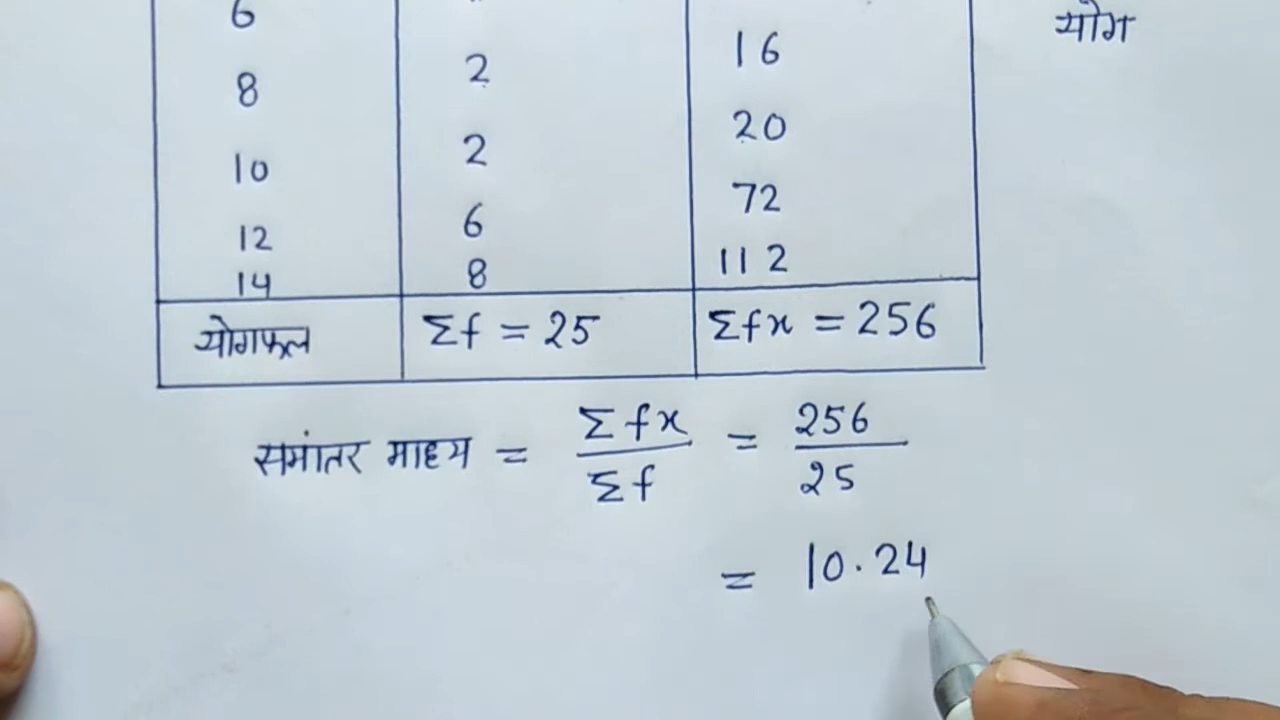 6
योग
8 2 16
10 2 20
12 6 72
14 8 112
योगफल Σf = 25 Σfx = 256
समांतर माध्य = Σfx / Σf = 256 / 25
= 10.24